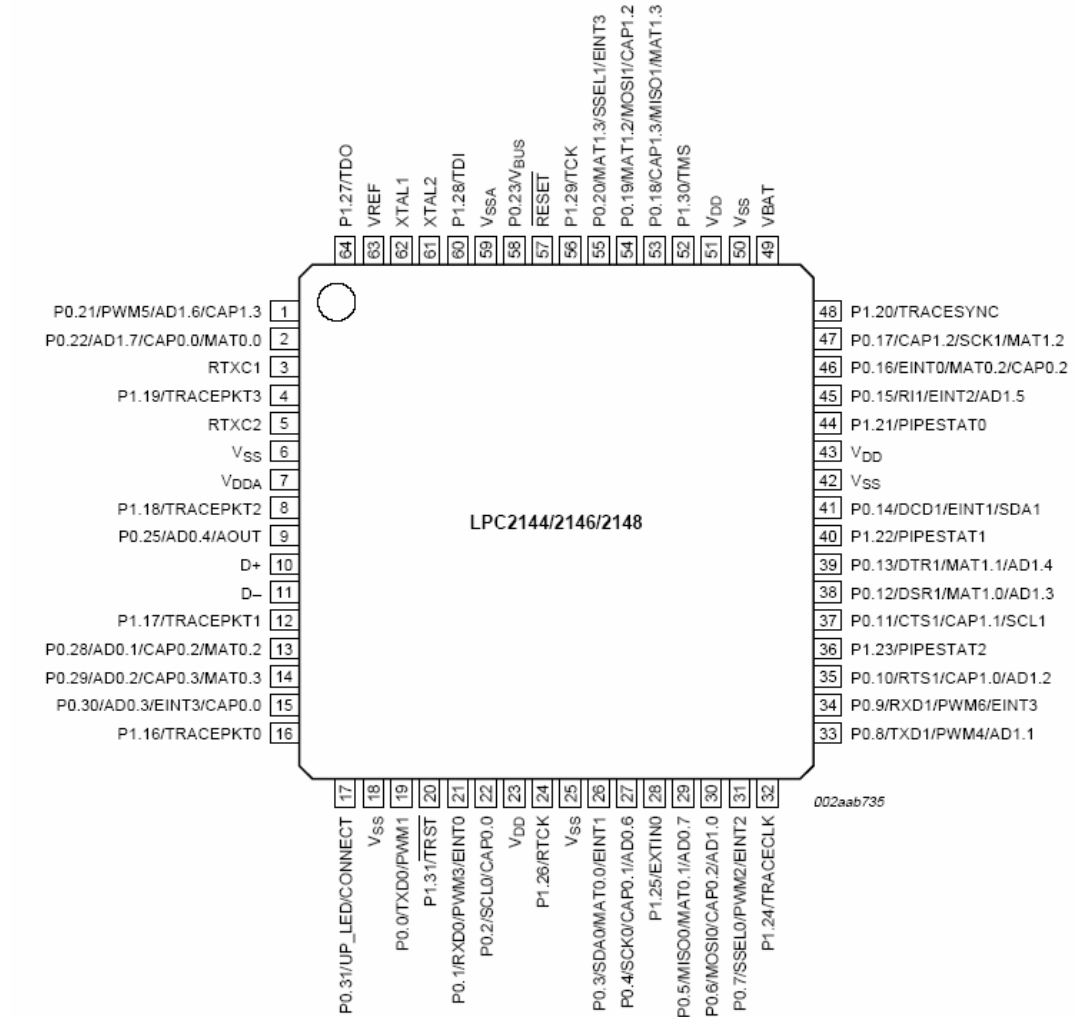 64 P1.27/TDO
63 VREF
62 XTAL1
61 XTAL2
60 P1.28/TDI
59 VSSA
58 P0.23/VBUS
57 RESET
56 P1.29/TCK
55 P0.20/MAT1.3/SSEL1/EINT3
54 P0.19/MAT1.2/MOSI1/CAP1.2
53 P0.18/CAP1.3/MISO1/MAT1.3
52 P1.30/TMS
51 VDD
50 VSS
49 VBAT
P0.21/PWM5/AD1.6/CAP1.3 1
P0.22/AD1.7/CAP0.0/MAT0.0 2
RTXC1 3
P1.19/TRACEPKT3 4
RTXC2 5
VSS 6
VDDA 7
P1.18/TRACEPKT2 8
P0.25/AD0.4/AOUT 9
D+ 10
D− 11
P1.17/TRACEPKT1 12
P0.28/AD0.1/CAP0.2/MAT0.2 13
P0.29/AD0.2/CAP0.3/MAT0.3 14
P0.30/AD0.3/EINT3/CAP0.0 15
P1.16/TRACEPKT0 16
LPC2144/2146/2148
48 P1.20/TRACESYNC
47 P0.17/CAP1.2/SCK1/MAT1.2
46 P0.16/EINT0/MAT0.2/CAP0.2
45 P0.15/RI1/EINT2/AD1.5
44 P1.21/PIPESTAT0
43 VDD
42 VSS
41 P0.14/DCD1/EINT1/SDA1
40 P1.22/PIPESTAT1
39 P0.13/DTR1/MAT1.1/AD1.4
38 P0.12/DSR1/MAT1.0/AD1.3
37 P0.11/CTS1/CAP1.1/SCL1
36 P1.23/PIPESTAT2
35 P0.10/RTS1/CAP1.0/AD1.2
34 P0.9/RXD1/PWM6/EINT3
33 P0.8/TXD1/PWM4/AD1.1
P0.31/UP_LED/CONNECT 17
VSS 18
P0.0/TXD0/PWM1 19
P1.31/TRST 20
P0.1/RXD0/PWM3/EINT0 21
P0.2/SCL0/CAP0.0 22
VDD 23
P1.26/RTCK 24
VSS 25
P0.3/SDA0/MAT0.0/EINT1 26
P0.4/SCK0/CAP0.1/AD0.6 27
P1.25/EXTIN0 28
P0.5/MISO0/MAT0.1/AD0.7 29
P0.6/MOSI0/CAP0.2/AD1.0 30
P0.7/SSEL0/PWM2/EINT2 31
P1.24/TRACECLK 32
002aab735